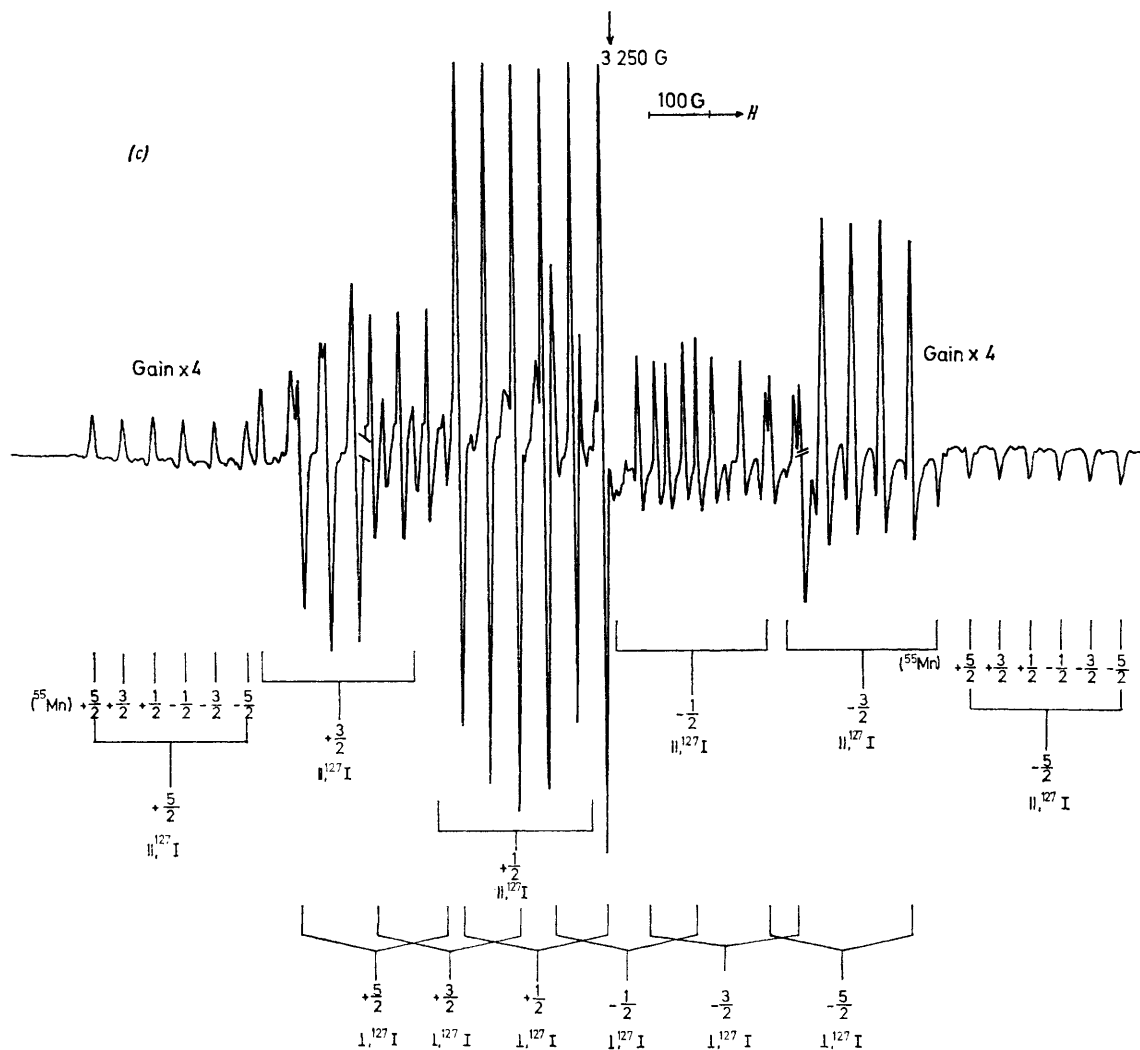 3 250 G
100 G H
(c)
Gain x 4
Gain x 4
(⁵⁵Mn) +5/2 +3/2 +1/2 -1/2 -3/2 -5/2
+5/2
||,¹²⁷I
+3/2
||,¹²⁷I
+1/2
||,¹²⁷I
-1/2
||,¹²⁷I
-3/2
||,¹²⁷I
(⁵⁵Mn) +5/2 +3/2 +1/2 -1/2 -3/2 -5/2
-5/2
||,¹²⁷I
+5/2 +3/2 +1/2 -1/2 -3/2 -5/2
⊥,¹²⁷I ⊥,¹²⁷I ⊥,¹²⁷I ⊥,¹²⁷I ⊥,¹²⁷I ⊥,¹²⁷I